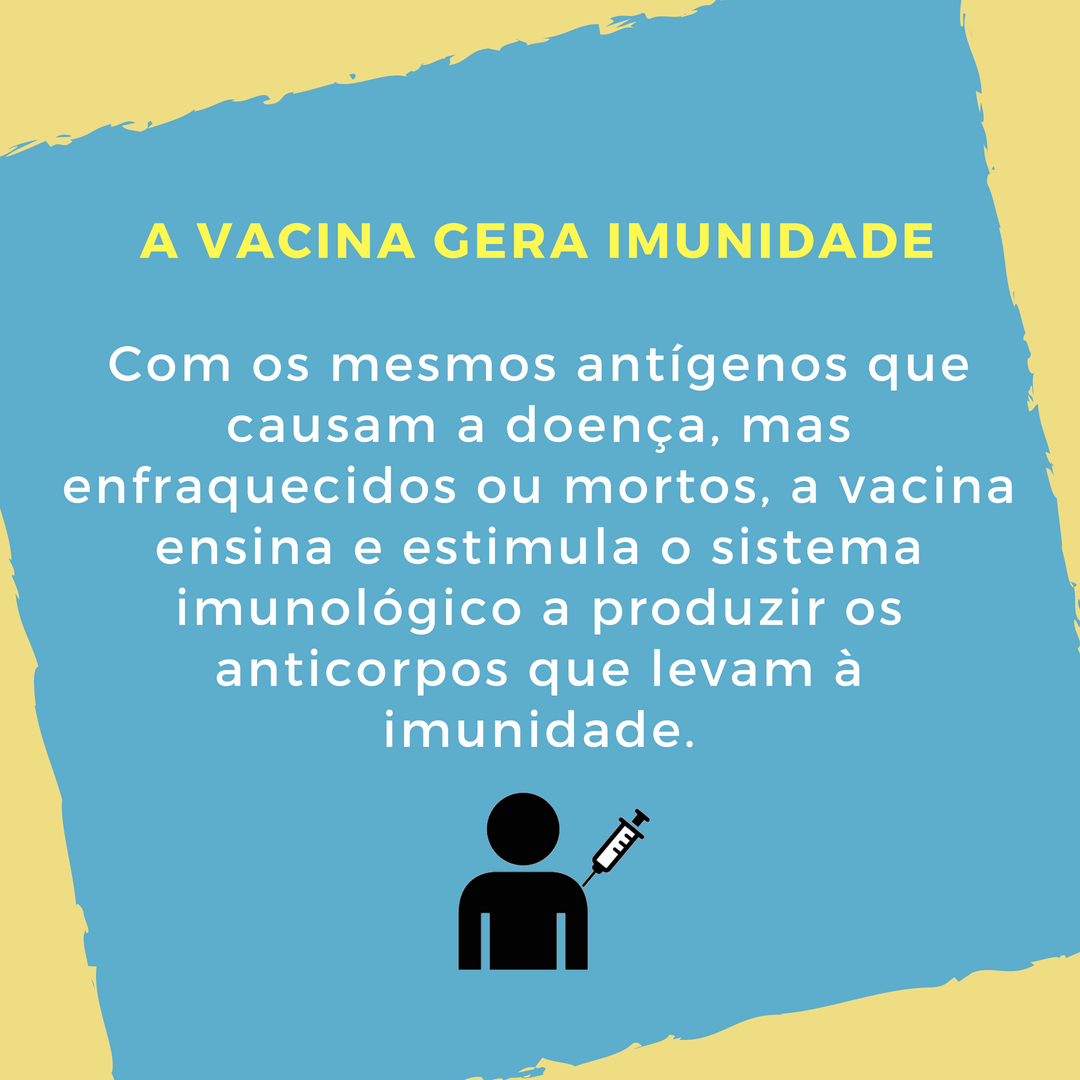 A VACINA GERA IMUNIDADE
Com os mesmos antígenos que
causam a doença, mas
enfraquecidos ou mortos, a vacina
ensina e estimula o sistema
imunológico a produzir os
anticorpos que levam à
imunidade.